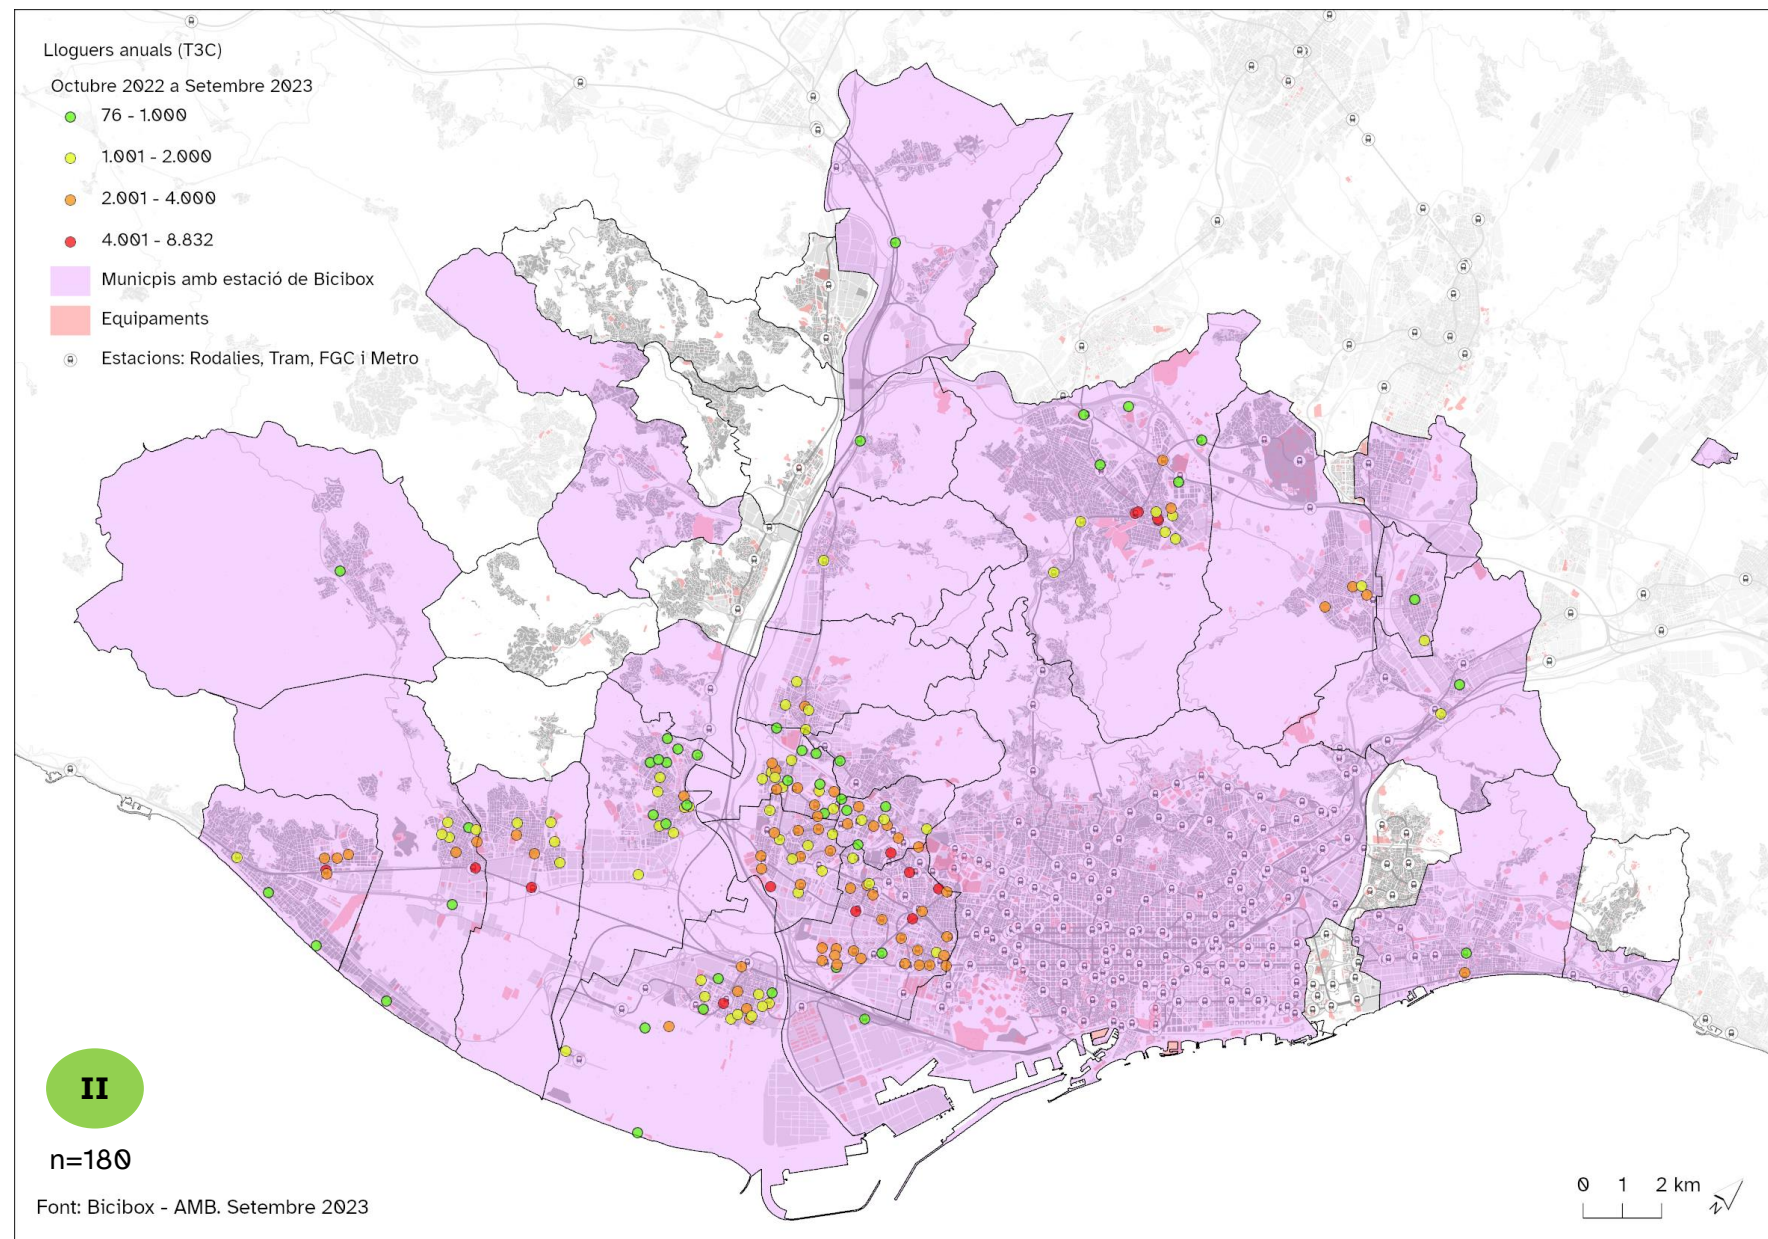 Lloguers anuals (T3C)
Octubre 2022 a Setembre 2023
76 - 1.000
1.001 - 2.000
2.001 - 4.000
4.001 - 8.832
Municpis amb estació de Bicibox
Equipaments
Estacions: Rodalies, Tram, FGC i Metro
II
n=180
Font: Bicibox - AMB. Setembre 2023
0 1 2 km
N